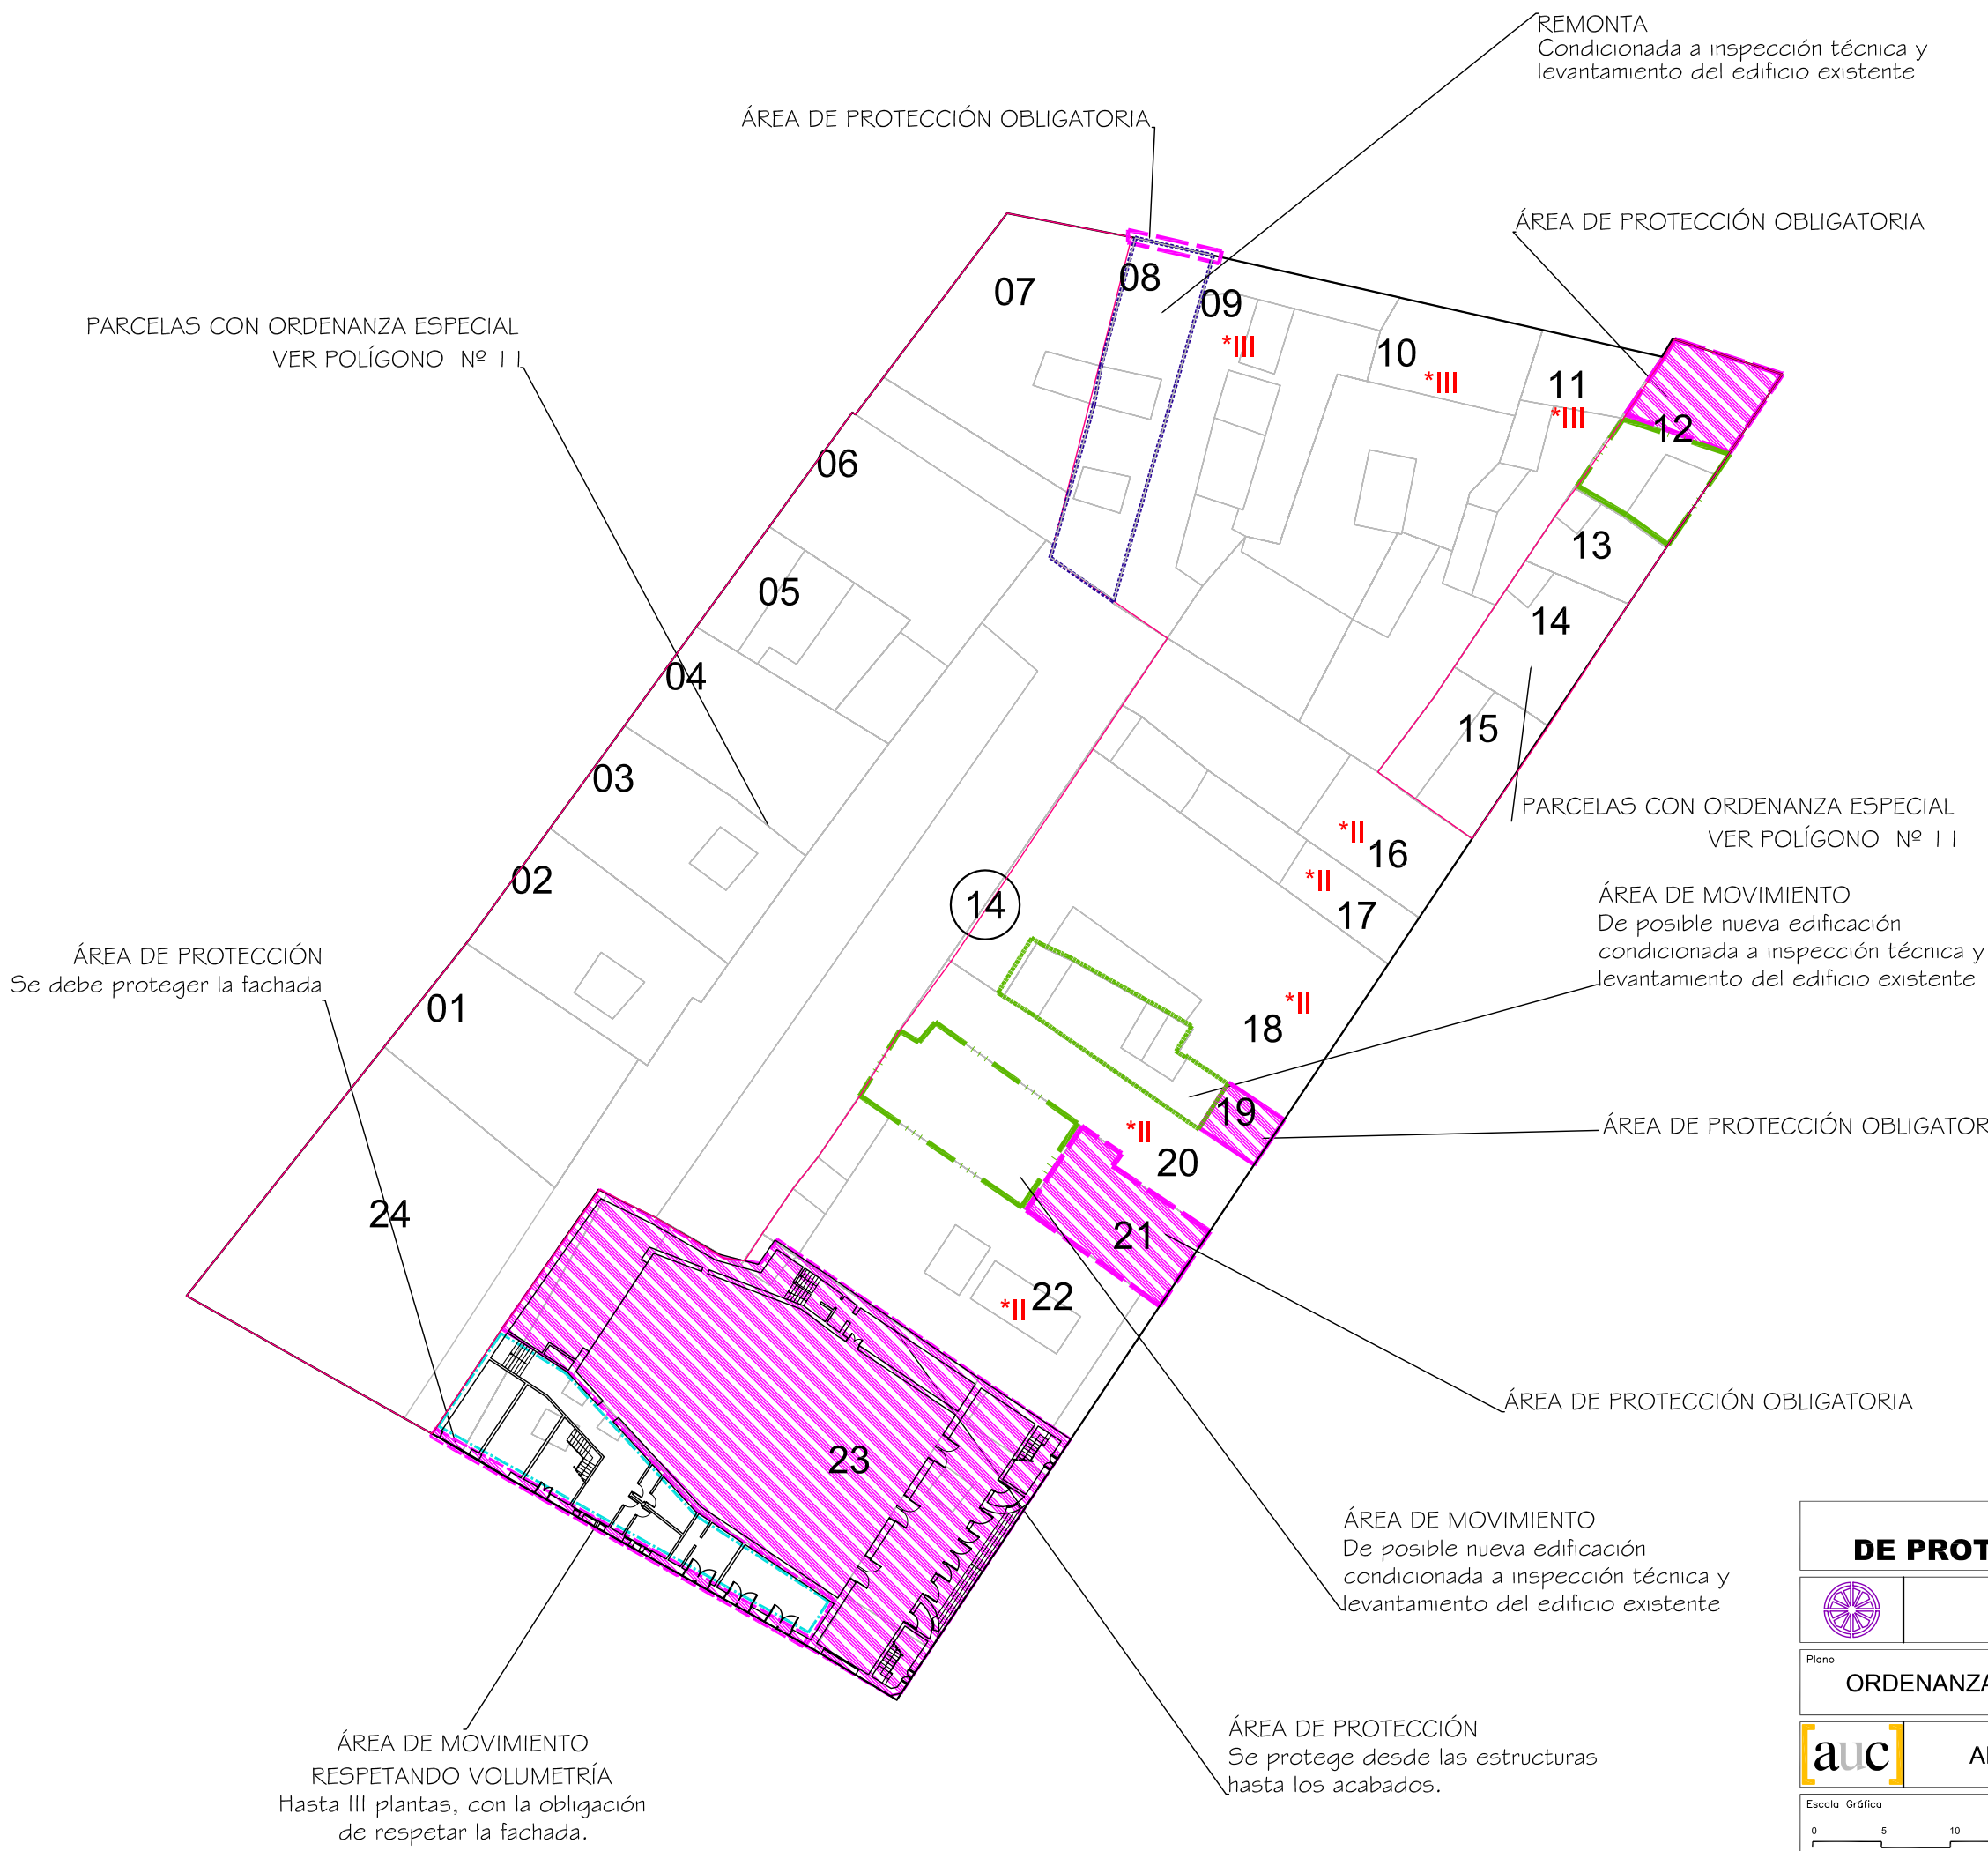 REMONTA
Condicionada a inspección técnica y
levantamiento del edificio existente
ÁREA DE PROTECCIÓN OBLIGATORIA
ÁREA DE PROTECCIÓN OBLIGATORIA
PARCELAS CON ORDENANZA ESPECIAL
VER POLÍGONO Nº 11
07
08
09
*III
10
*III
11
*III
12
06
13
05
14
04
15
03
PARCELAS CON ORDENANZA ESPECIAL
VER POLÍGONO Nº 11
*II
16
02
*II
17
14
ÁREA DE MOVIMIENTO
De posible nueva edificación
condicionada a inspección técnica y
levantamiento del edificio existente
ÁREA DE PROTECCIÓN
Se debe proteger la fachada
01
*II
18
19
ÁREA DE PROTECCIÓN OBLIGATOR
*II
20
24
21
22
*II
ÁREA DE PROTECCIÓN OBLIGATORIA
23
ÁREA DE MOVIMIENTO
De posible nueva edificación
condicionada a inspección técnica y
levantamiento del edificio existente
DE PROT
Plano
ORDENANZA
ÁREA DE MOVIMIENTO
RESPETANDO VOLUMETRÍA
Hasta III plantas, con la obligación
de respetar la fachada.
ÁREA DE PROTECCIÓN
Se protege desde las estructuras
hasta los acabados.
[auc]
Escala Gráfica
0 5 10